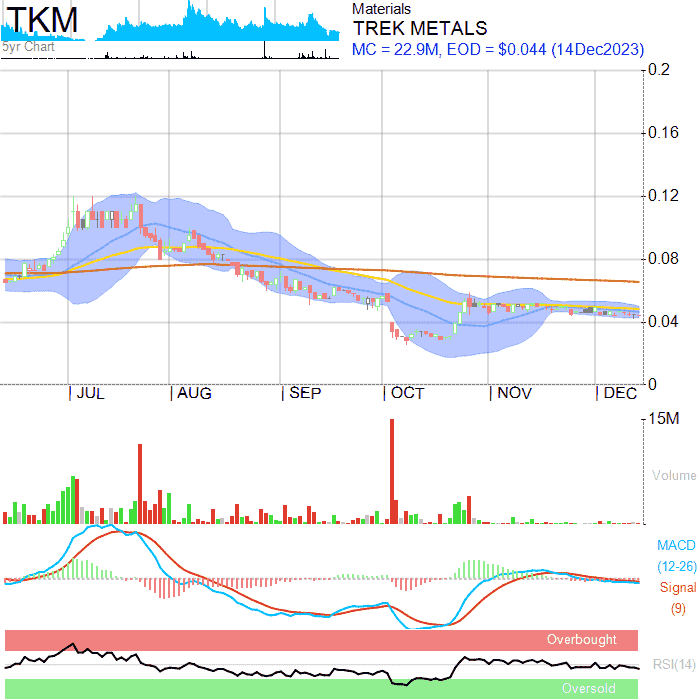 TKM
5yr Chart
Materials
TREK METALS
MC = 22.9M, EOD = $0.044 (14Dec2023)
0.2
0.16
0.12
0.08
0.04
0
JUL AUG SEP OCT NOV DEC
15M
Volume
MACD
(12-26)
Signal
(9)
Overbought
RSI(14)
Oversold